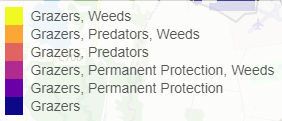 Grazers, Weeds
Grazers, Predators, Weeds
Grazers, Predators
Grazers, Permanent Protection, Weeds
Grazers, Permanent Protection
Grazers